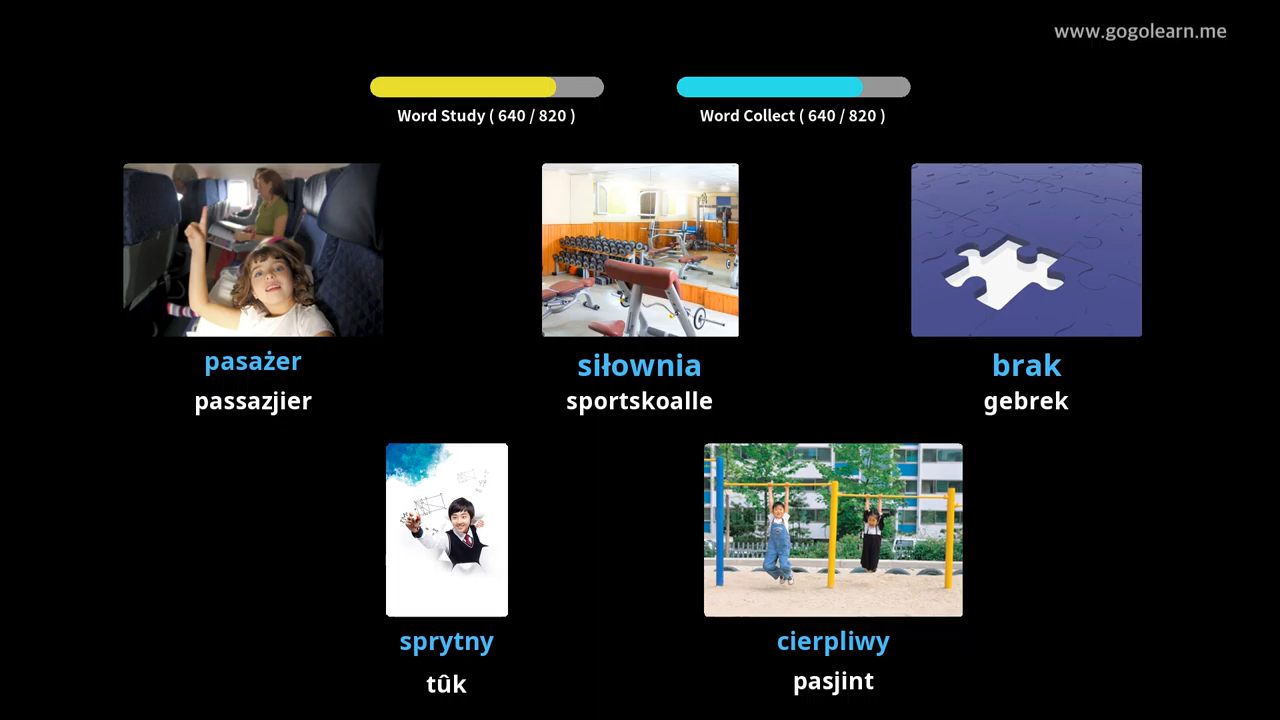 www.gogolearn.me
Word Study ( 640 / 820 )
Word Collect ( 640 / 820 )
pasażer
passazjier
siłownia
sportskoalle
brak
gebrek
sprytny
tûk
cierpliwy
pasjint